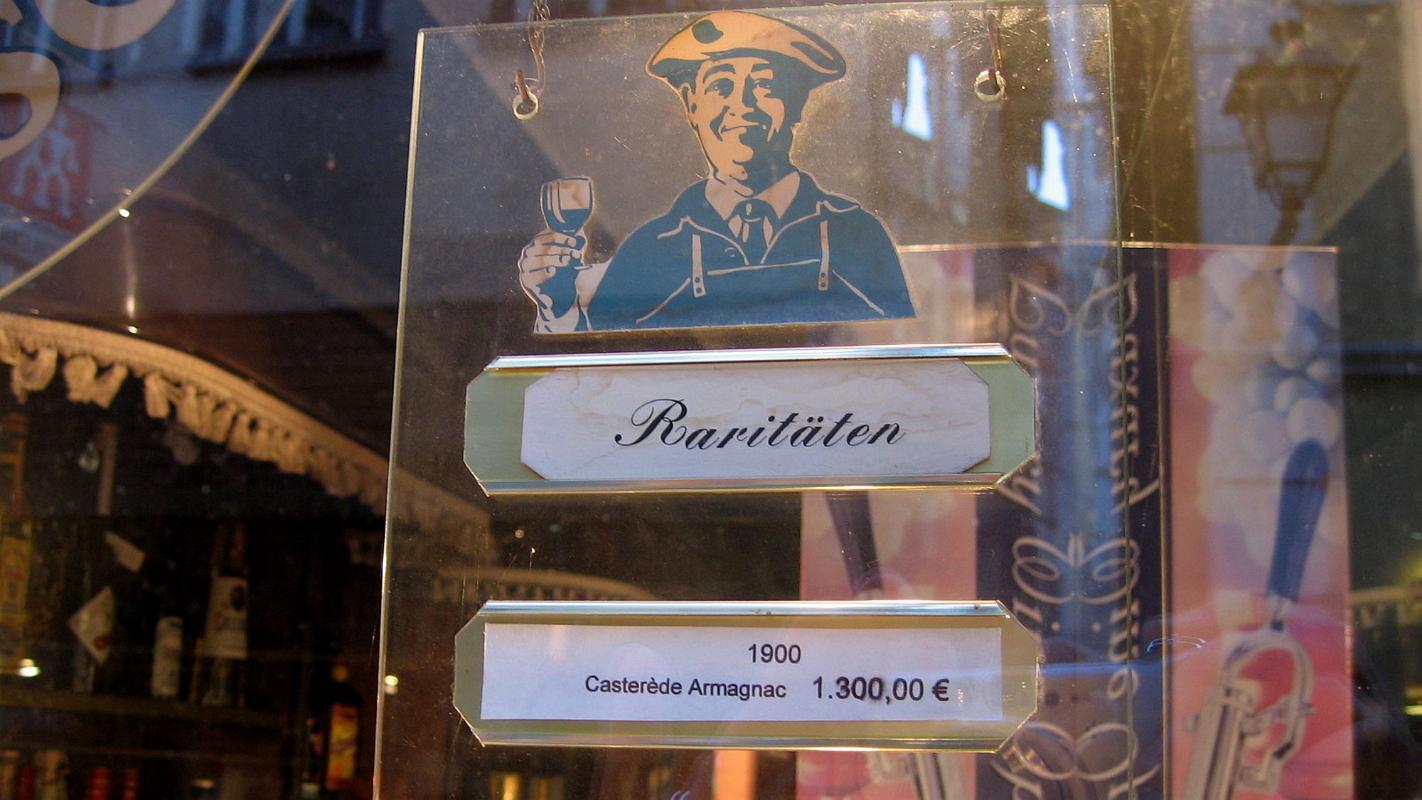 Raritäten
1900
Casterède Armagnac 1.300,00 €